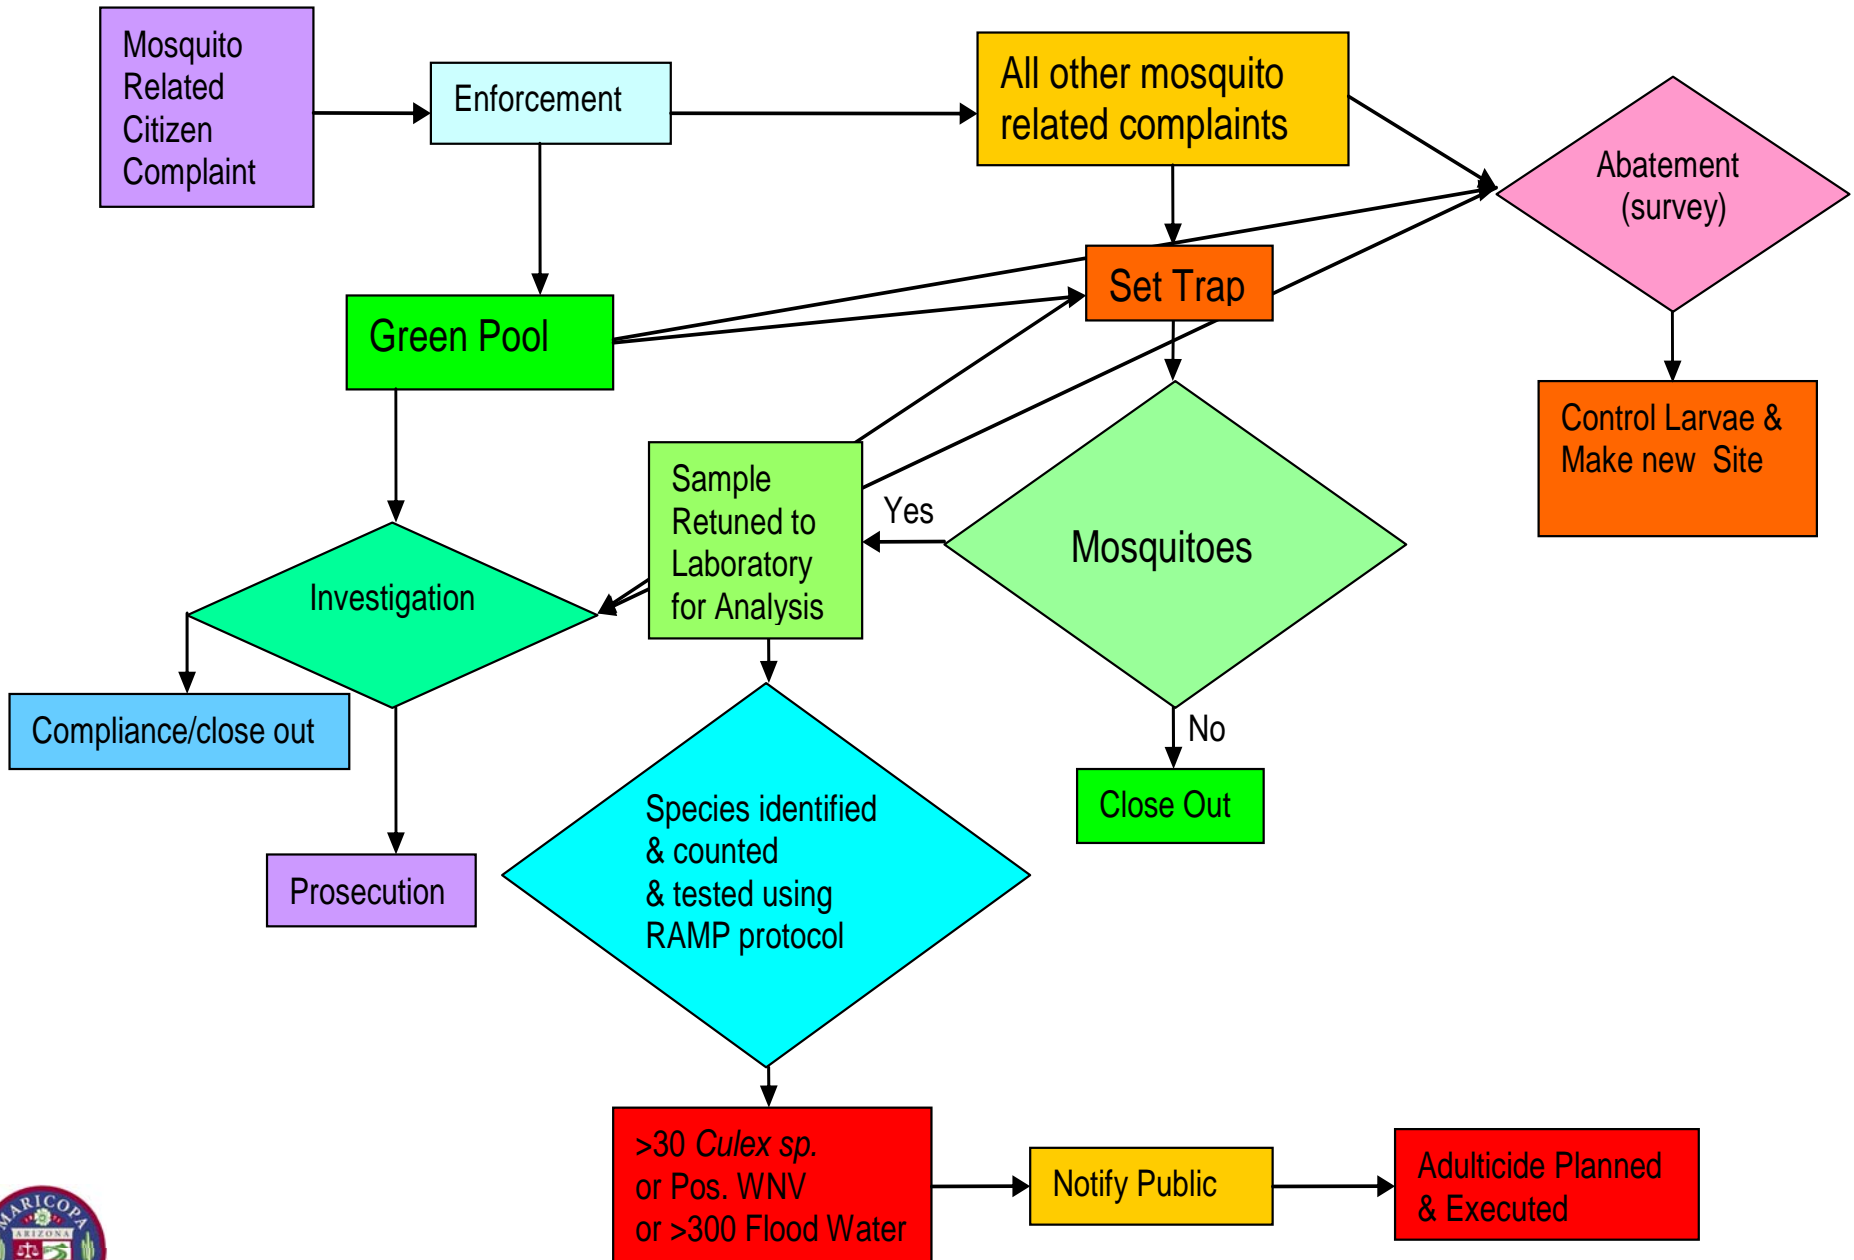 Mosquito
Related
Citizen
Complaint
Enforcement
All other mosquito
related complaints
Abatement
(survey)
Green Pool
Set Trap
Control Larvae &
Make new Site
Sample
Retuned to
Laboratory
for Analysis
Yes
Mosquitoes
Investigation
Compliance/close out
No
Close Out
Species identified
& counted
& tested using
RAMP protocol
Prosecution
>30 Culex sp.
or Pos. WNV
or >300 Flood Water
Notify Public
Adulticide Planned
& Executed
MARICOPA
ARIZONA